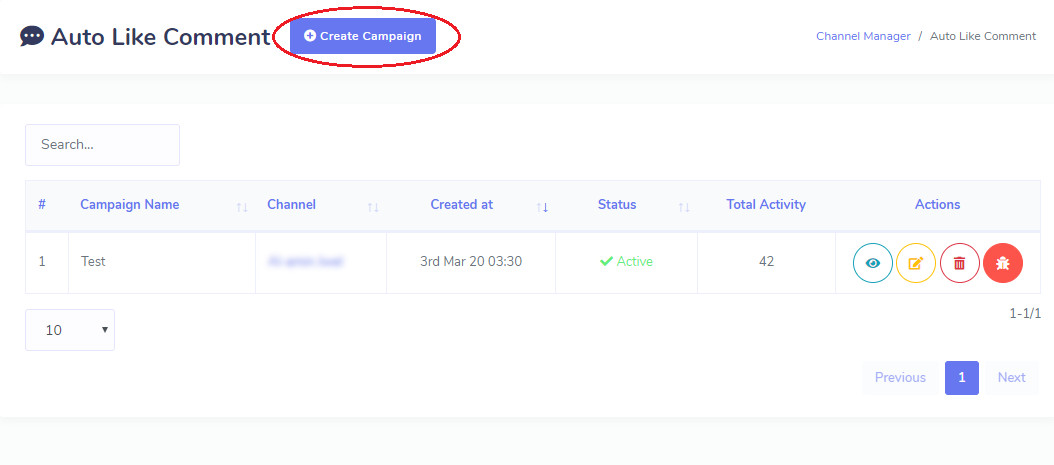 Auto Like Comment
Create Campaign
Channel Manager / Auto Like Comment
Search...
# Campaign Name Channel Created at Status Total Activity Actions
1 Test 3rd Mar 20 03:30 Active 42
10
1-1/1
Previous 1 Next